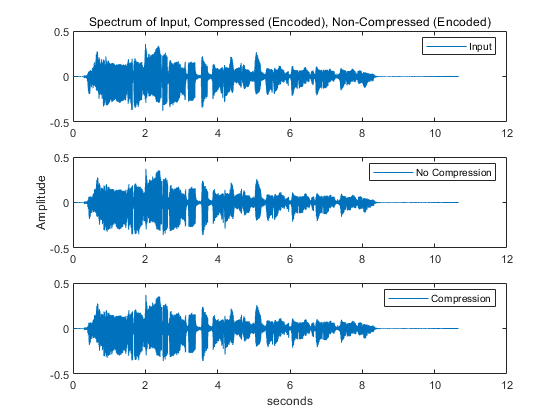 Spectrum of Input, Compressed (Encoded), Non-Compressed (Encoded)
0.5
Input
0
-0.5
0 2 4 6 8 10 12
0.5
No Compression
0
Amplitude
-0.5
0 2 4 6 8 10 12
0.5
Compression
0
-0.5
0 2 4 6 8 10 12
seconds